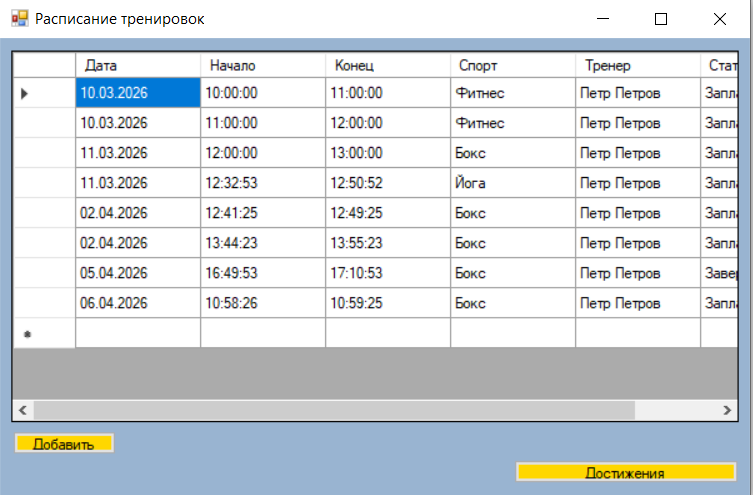 Расписание тренировок
Дата Начало Конец Спорт Тренер Стат
10.03.2026 10:00:00 11:00:00 Фитнес Петр Петров Запла
10.03.2026 11:00:00 12:00:00 Фитнес Петр Петров Запла
11.03.2026 12:00:00 13:00:00 Бокс Петр Петров Запла
11.03.2026 12:32:53 12:50:52 Йога Петр Петров Запла
02.04.2026 12:41:25 12:49:25 Бокс Петр Петров Запла
02.04.2026 13:44:23 13:55:23 Бокс Петр Петров Запла
05.04.2026 16:49:53 17:10:53 Бокс Петр Петров Завер
06.04.2026 10:58:26 10:59:25 Бокс Петр Петров Запла
Добавить
Достижения